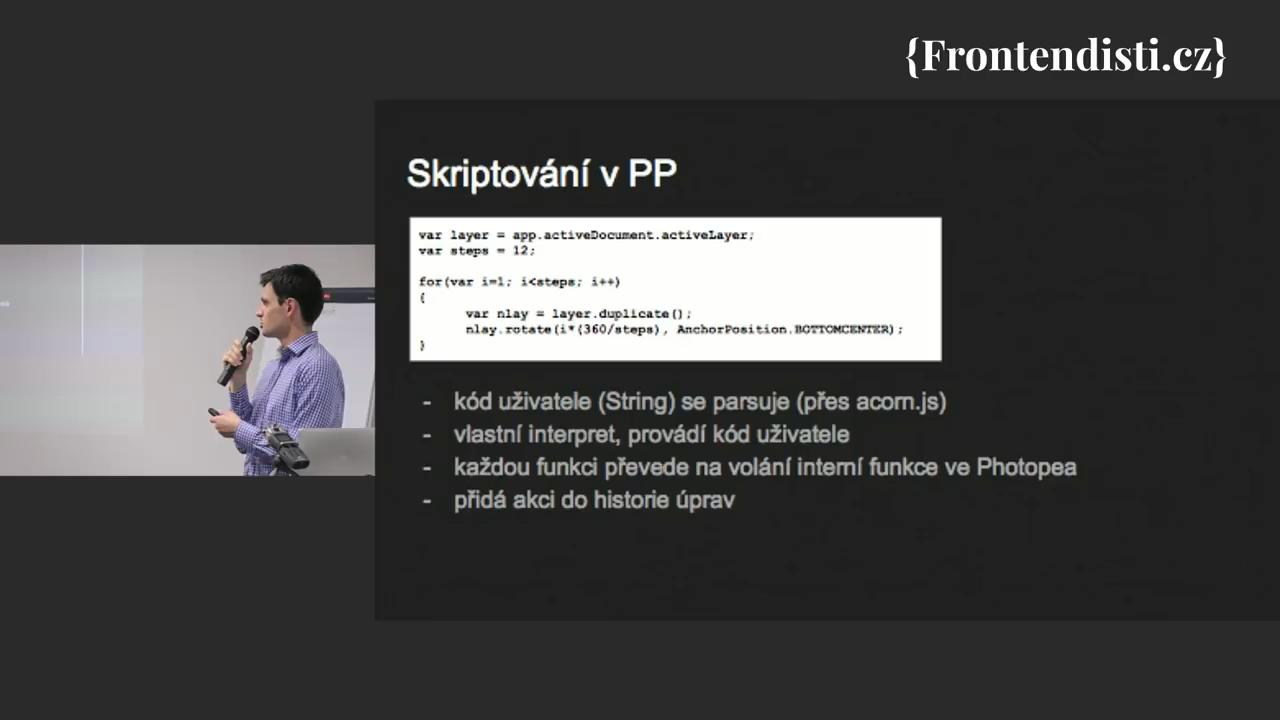 {Frontendisti.cz}
Skriptování v PP
var layer = app.activeDocument.activeLayer;
var steps = 12;
for(var i=1; i<steps; i++)
{
var nlay = layer.duplicate();
nlay.rotate(i*(360/steps), AnchorPosition.BOTTOMCENTER);
}
- kód uživatele (String) se parsuje (přes acorn.js)
- vlastní interpret, provádí kód uživatele
- každou funkci převede na volání interní funkce ve Photopea
- přidá akci do historie úprav